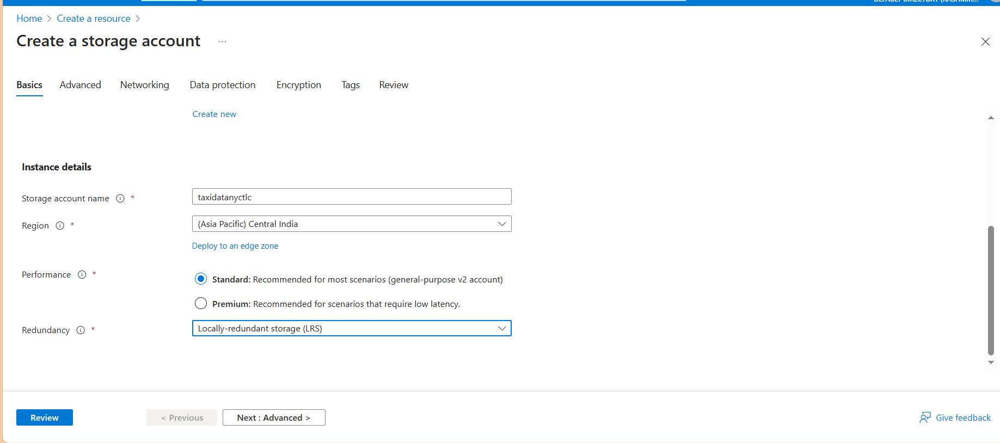 Home > Create a resource >
Create a storage account ...
Basics Advanced Networking Data protection Encryption Tags Review
Create new
Instance details
Storage account name * taxidatanyctlc
Region * (Asia Pacific) Central India
Deploy to an edge zone
Performance * Standard: Recommended for most scenarios (general-purpose v2 account)
Premium: Recommended for scenarios that require low latency.
Redundancy * Locally-redundant storage (LRS)
Review < Previous Next : Advanced > Give feedback